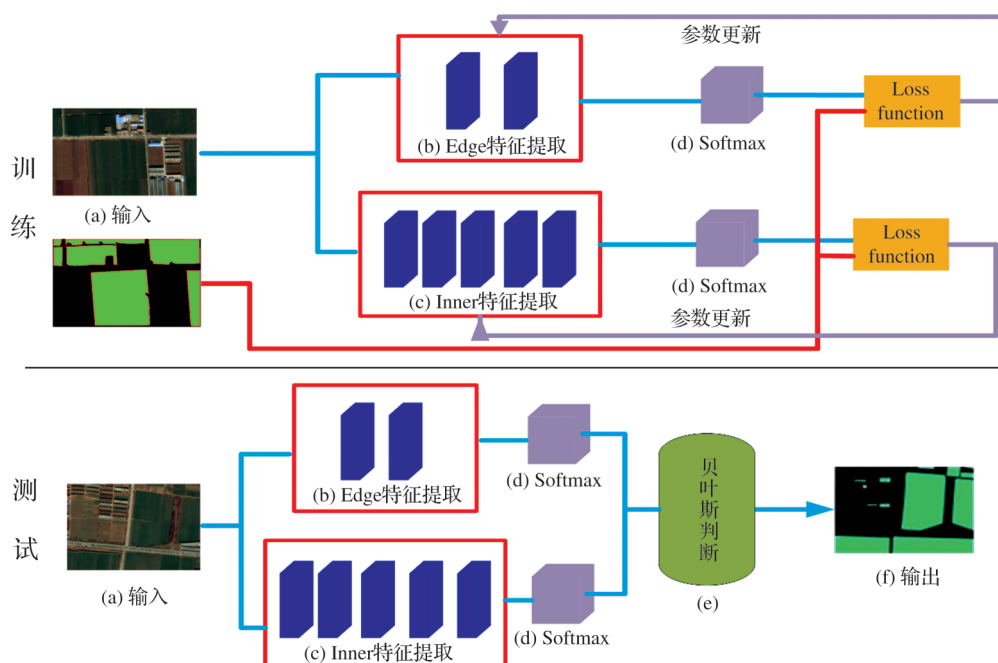 参数更新
训
练
(a) 输入
(b) Edge特征提取
(d) Softmax
Loss
function
(c) Inner特征提取
(d) Softmax
Loss
function
参数更新
测
试
(a) 输入
(b) Edge特征提取
(d) Softmax
(c) Inner特征提取
(d) Softmax
贝
叶
斯
判
断
(e)
(f) 输出